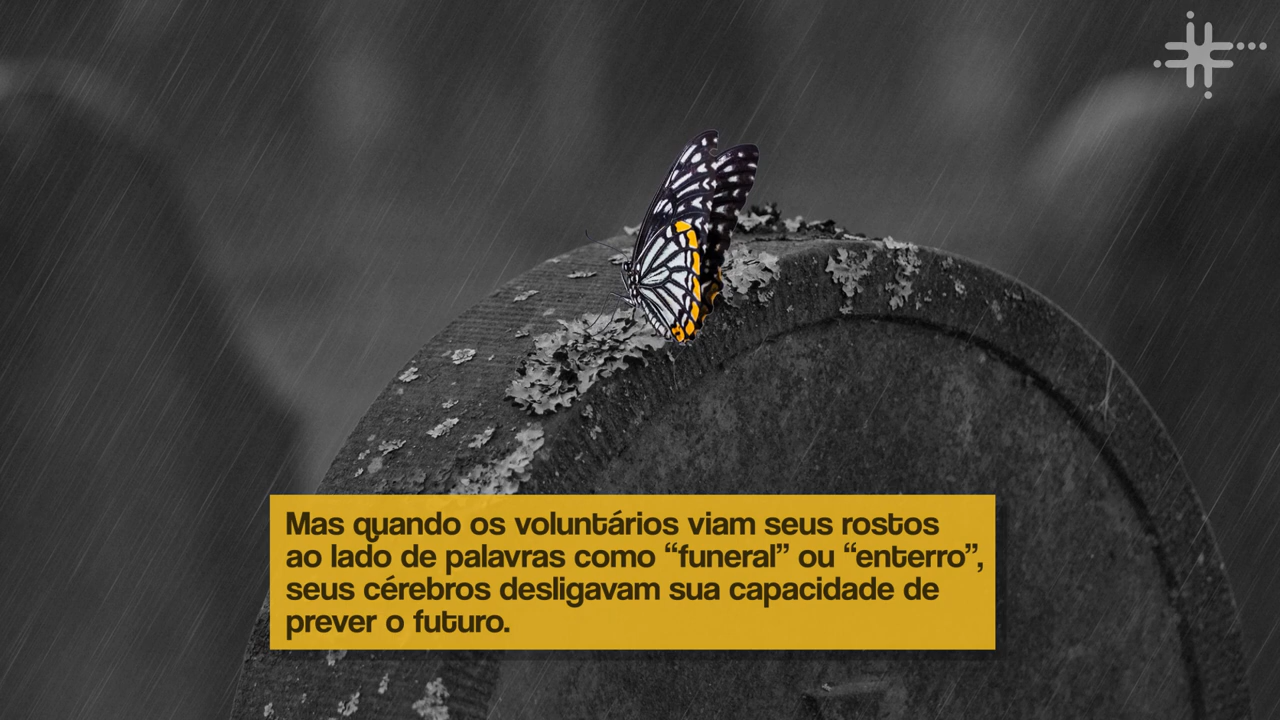 Mas quando os voluntários viam seus rostos
ao lado de palavras como “funeral” ou “enterro”,
seus cérebros desligavam sua capacidade de
prever o futuro.